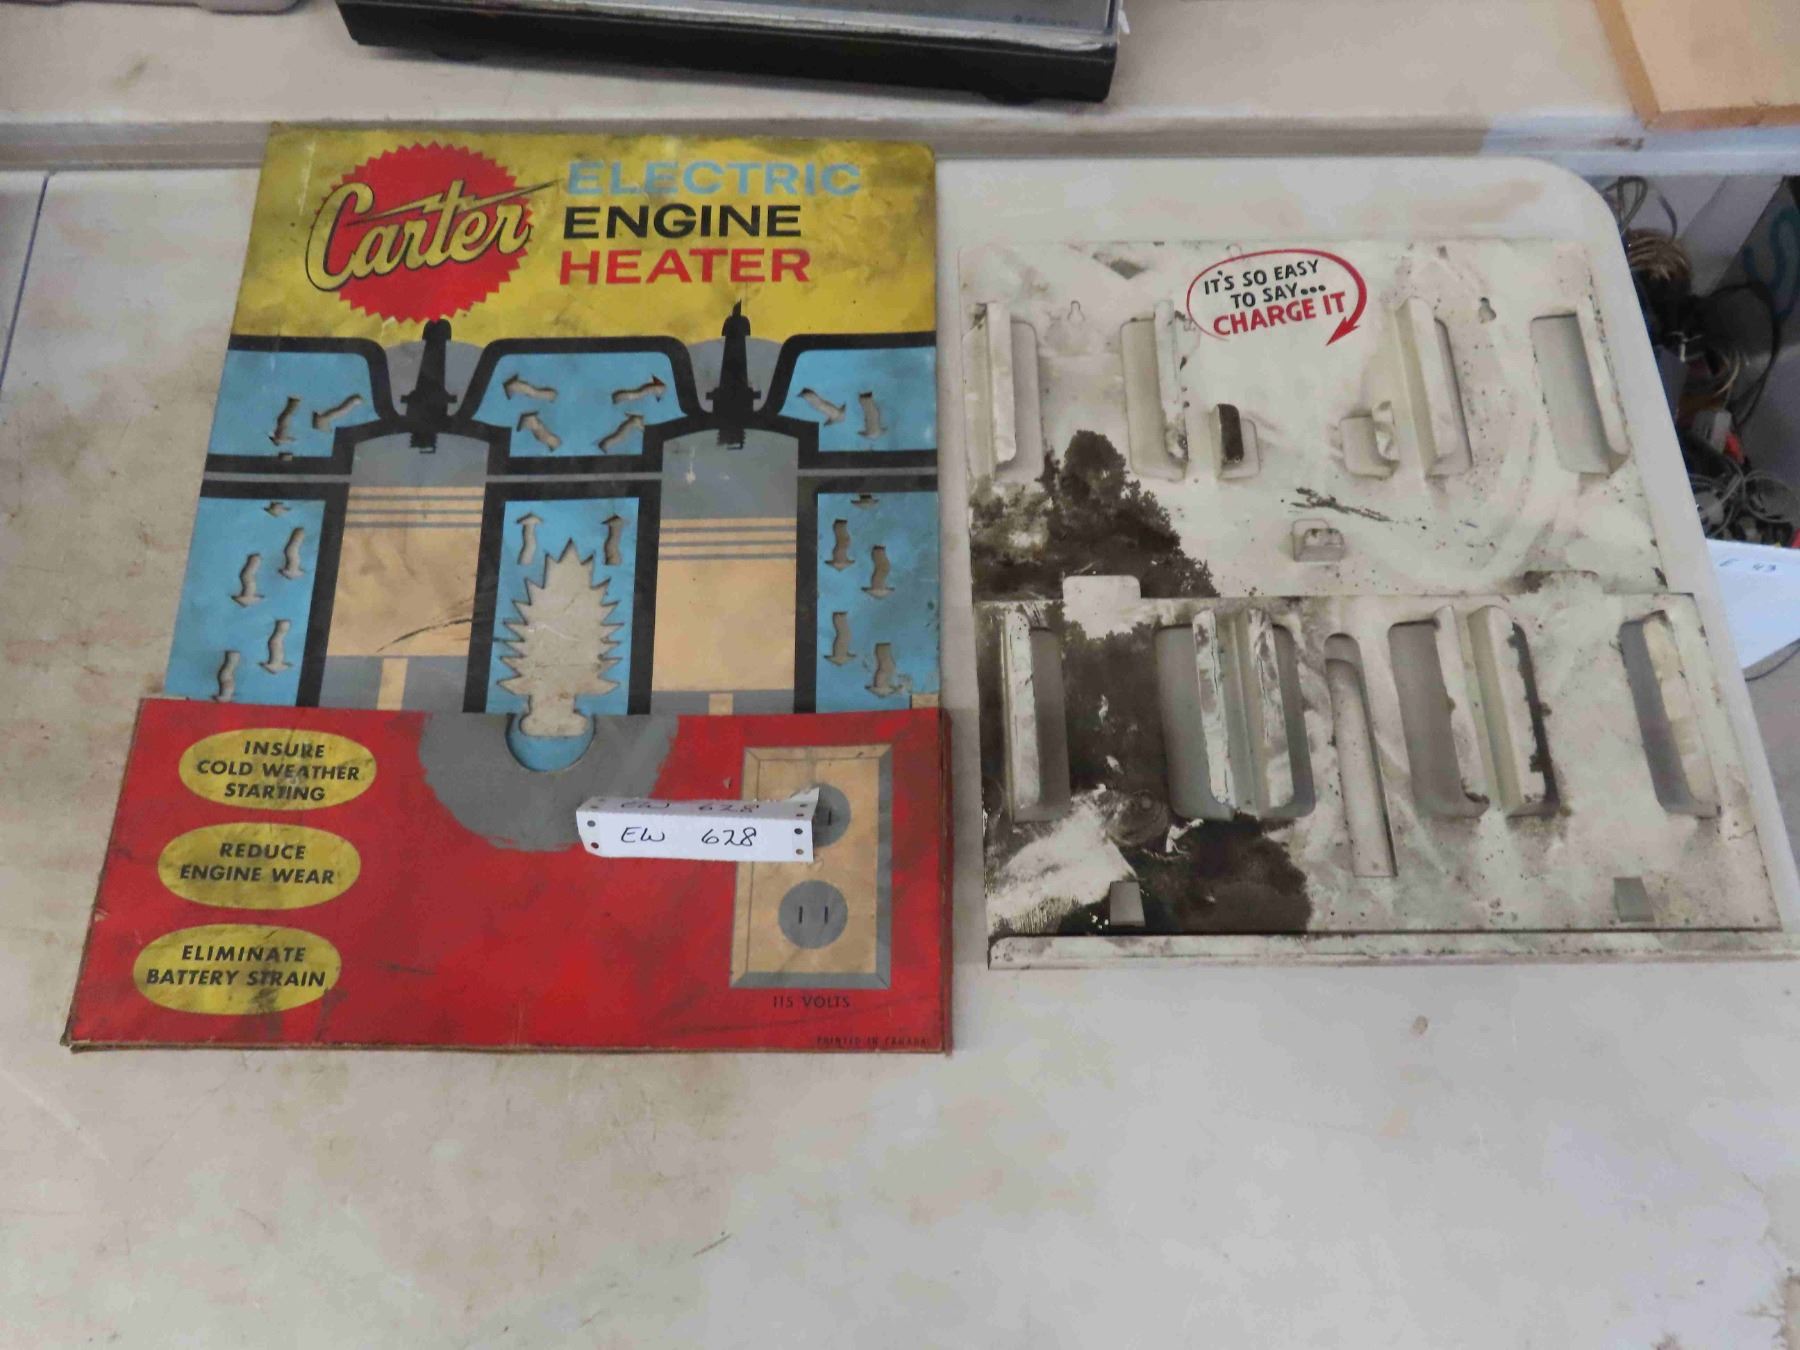 Carter
ELECTRIC
ENGINE
HEATER
INSURE
COLD WEATHER
STARTING
REDUCE
ENGINE WEAR
ELIMINATE
BATTERY STRAIN
EW 628
EW 628
115 VOLTS
PRINTED IN CANADA
IT'S SO EASY
TO SAY...
CHARGE IT